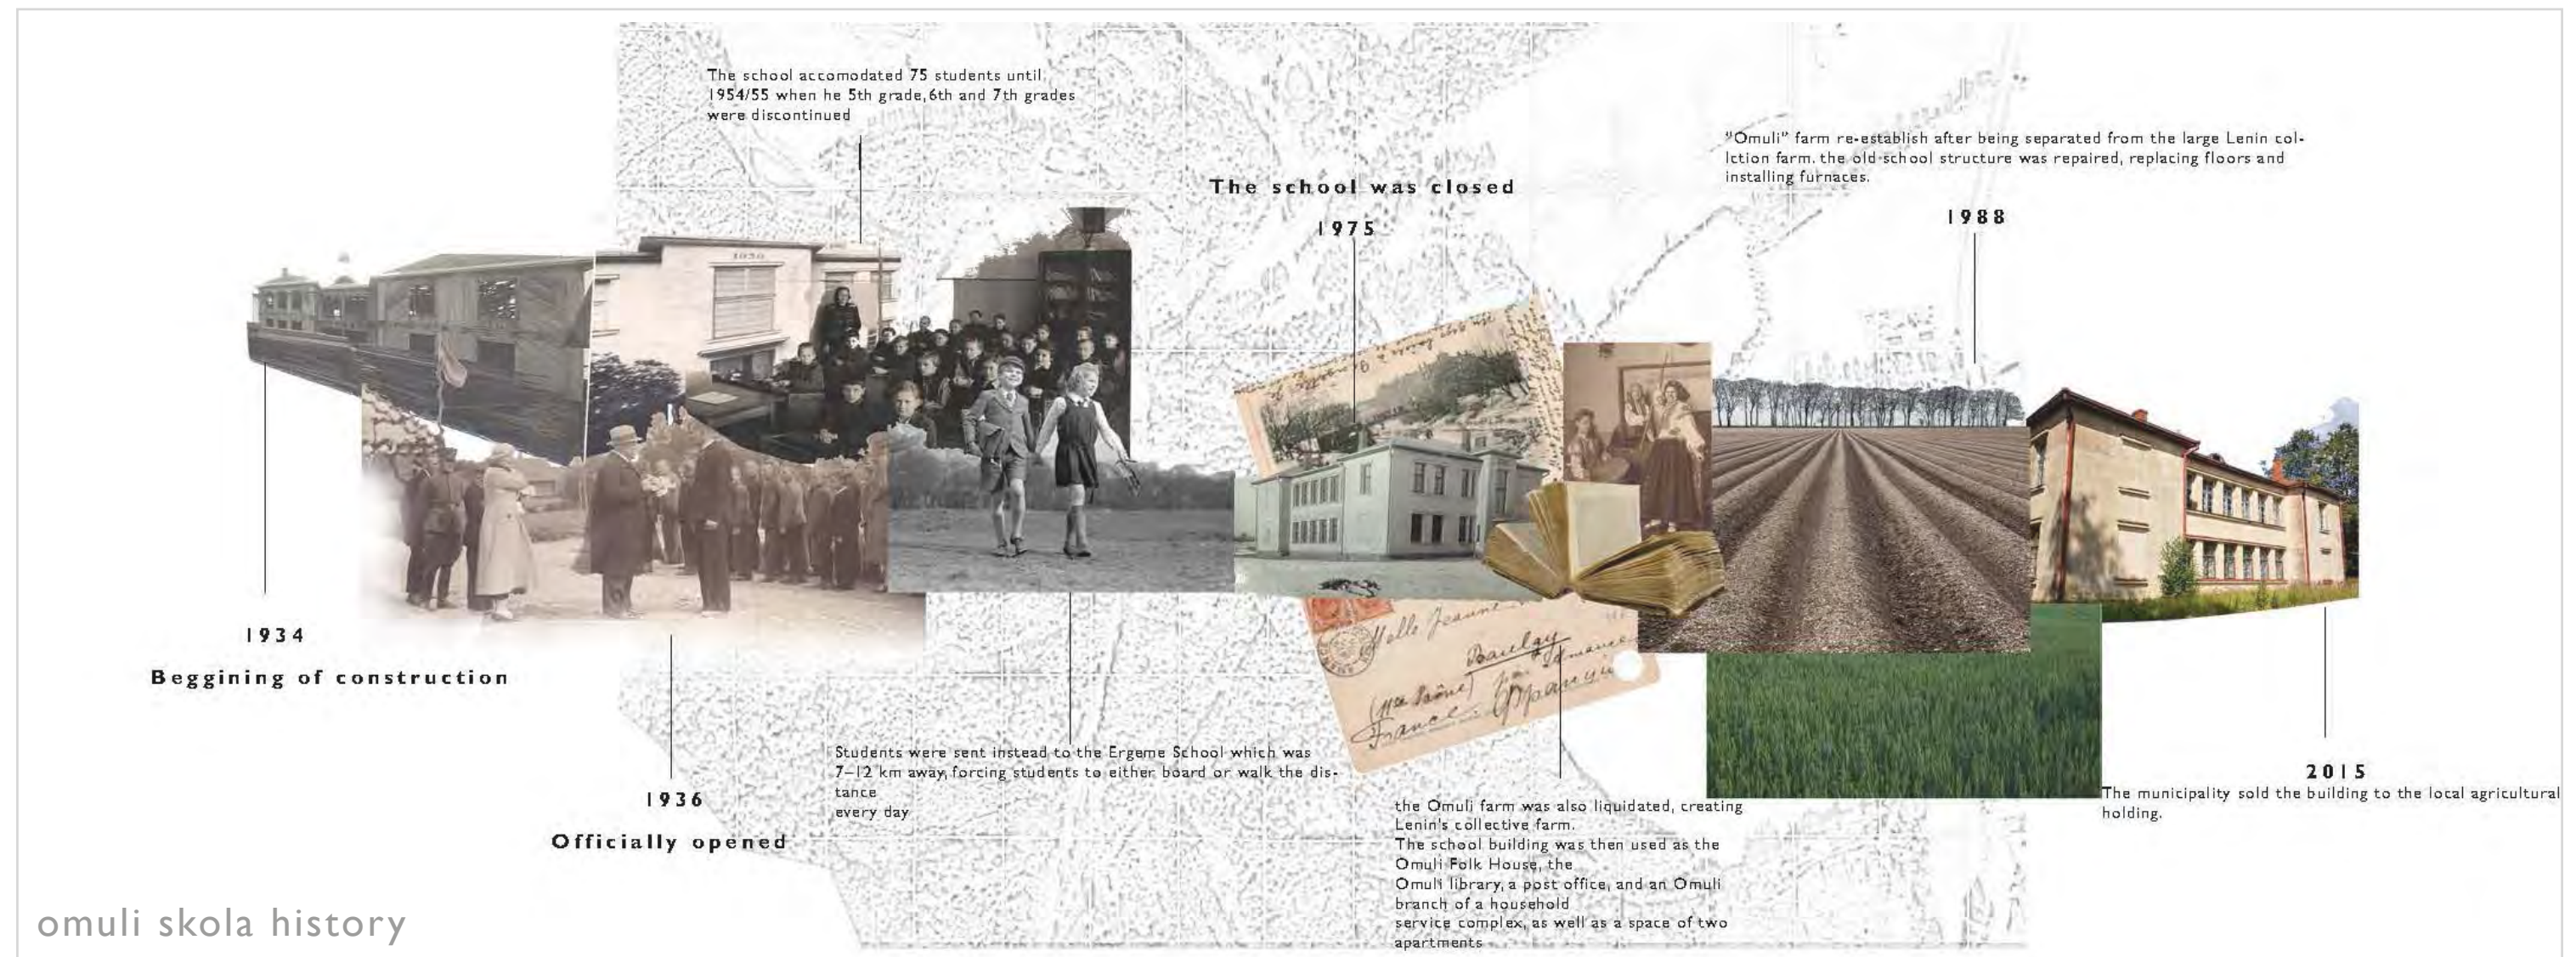 The school accomodated 75 students until
1954/55 when he 5th grade,6th and 7th grades
were discontinued
The school was closed
1975
"Omuli" farm re-establish after being separated from the large Lenin col-
lction farm. the old-school structure was repaired, replacing floors and
installing furnaces.
1988
1934
Beggining of construction
1936
Officially opened
Students were sent instead to the Ergeme School which was
7–12 km away, forcing students to either board or walk the dis-
tance
every day
Baulay
France
the Omuli farm was also liquidated, creating
Lenin's collective farm.
The school building was then used as the
Omuli Folk House, the
Omuli library, a post office, and an Omuli
branch of a household
service complex, as well as a space of two
apartments
2015
The municipality sold the building to the local agricultural
holding.
omuli skola history